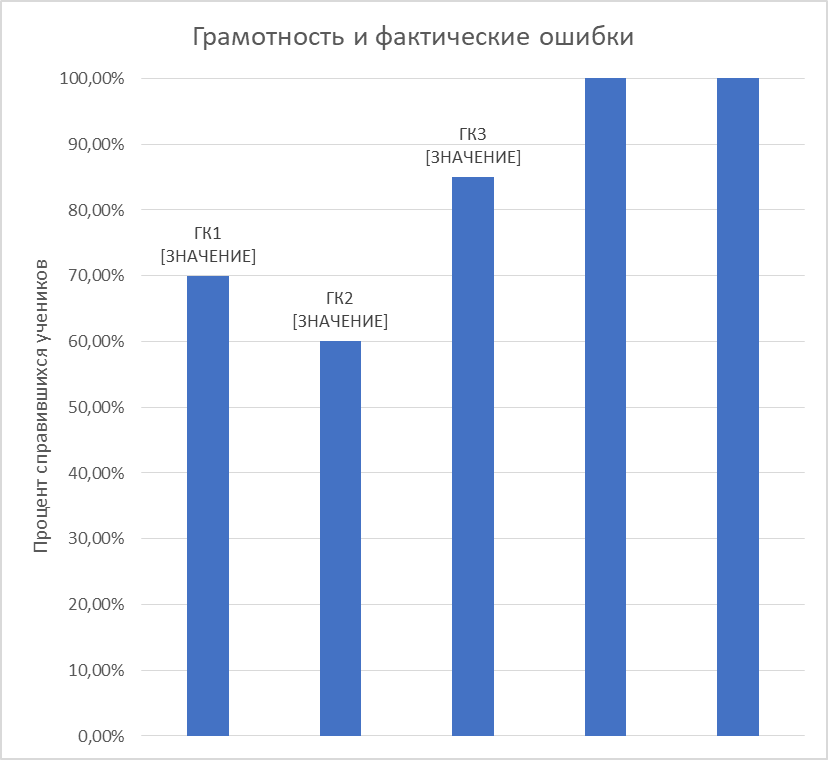 Грамотность и фактические ошибки
Процент справившихся учеников
100,00%
90,00%
80,00%
70,00%
60,00%
50,00%
40,00%
30,00%
20,00%
10,00%
0,00%
ГК1
[ЗНАЧЕНИЕ]
ГК2
[ЗНАЧЕНИЕ]
ГК3
[ЗНАЧЕНИЕ]